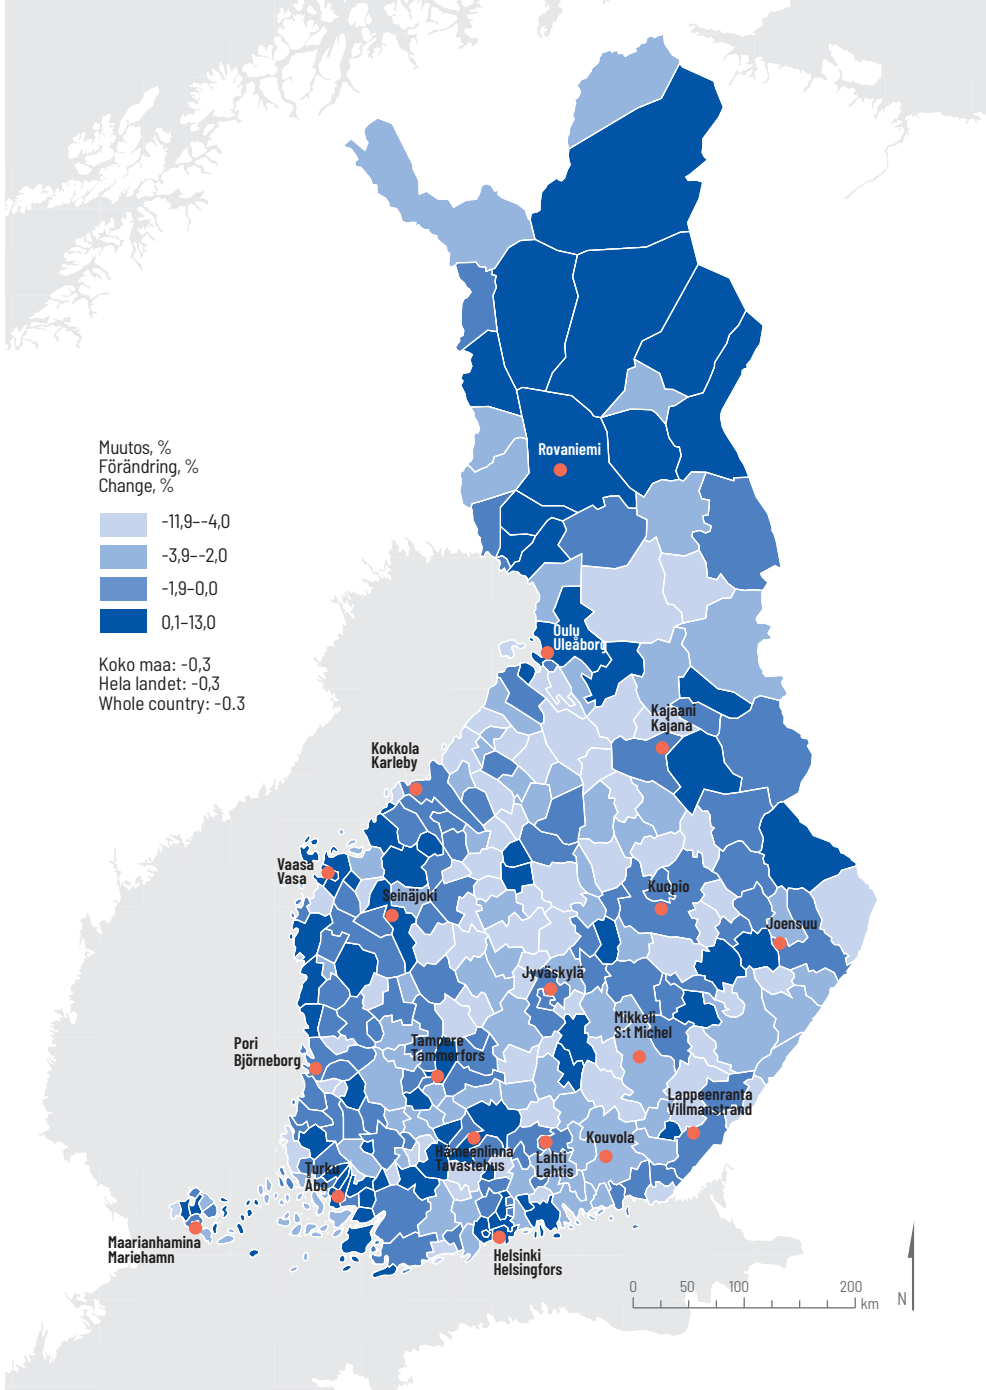 Muutos, %
Förändring, %
Change, %
-11,9--4,0
-3,9--2,0
-1,9-0,0
0,1-13,0
Koko maa: -0,3
Hela landet: -0,3
Whole country: -0.3
Rovaniemi
Oulu
Uleåborg
Kajaani
Kajana
Kokkola
Karleby
Vaasa
Vasa
Seinäjoki
Kuopio
Joensuu
Jyväskylä
Mikkeli
S:t Michel
Pori
Björneborg
Tampere
Tammerfors
Lappeenranta
Villmanstrand
Hämeenlinna
Tavastehus
Lahti
Lahtis
Kouvola
Turku
Åbo
Maarianhamina
Mariehamn
Helsinki
Helsingfors
0 50 100 200
km
N